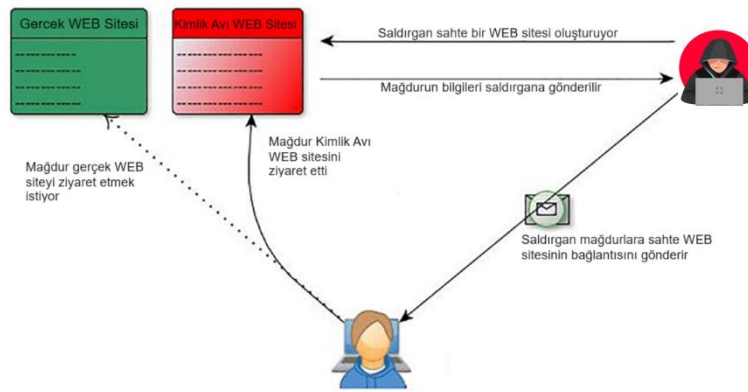 Gercek WEB Sitesi
Kimlik Avı WEB Sitesi
Saldırgan sahte bir WEB sitesi oluşturuyor
Mağdurun bilgileri saldırgana gönderilir
Mağdur Kimlik Avı
WEB sitesini
ziyaret etti
Mağdur gerçek WEB
siteyi ziyaret etmek
istiyor
Saldırgan mağdurlara sahte WEB
sitesinin bağlantısını gönderir